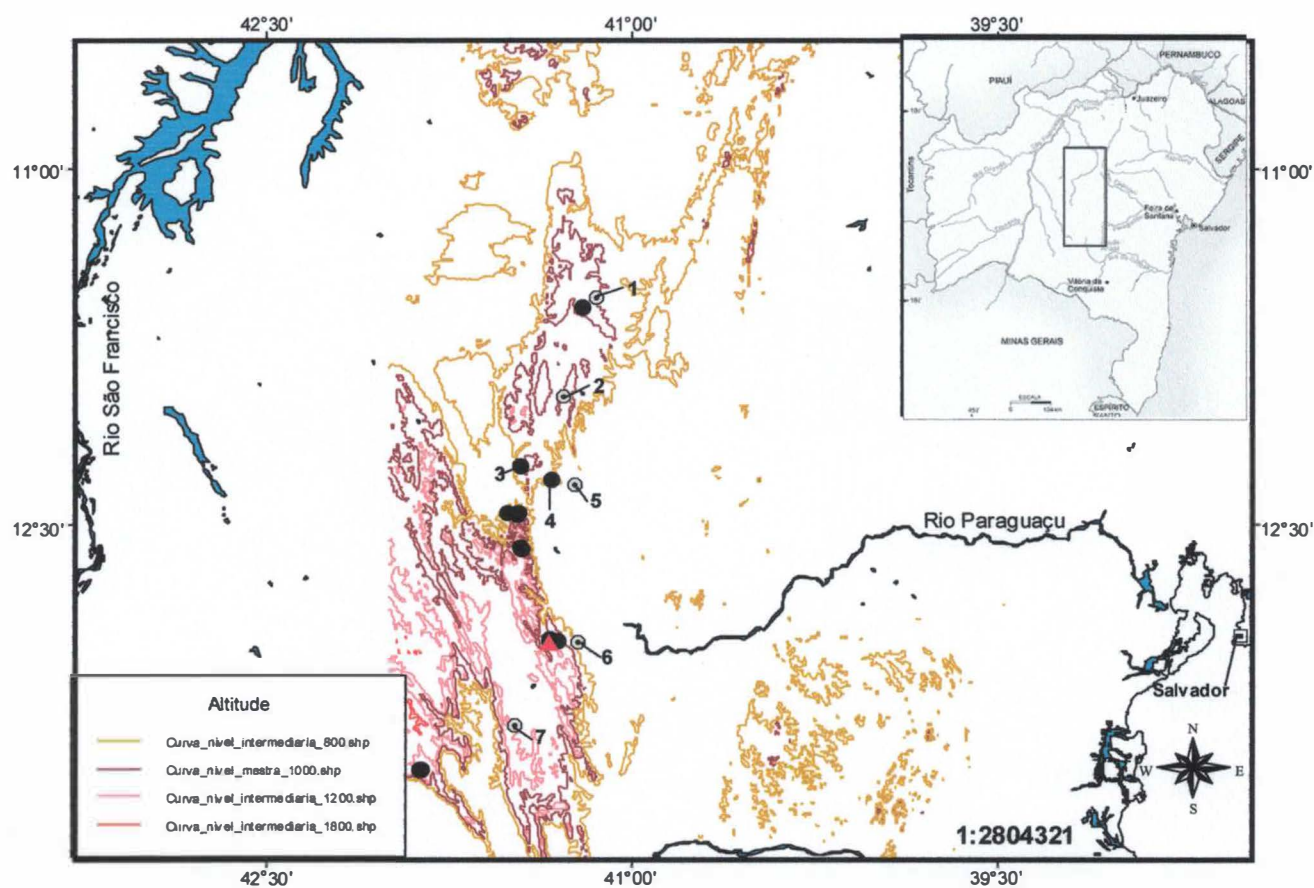 42°30'
41°00'
39°30'
PERNAMBUCO
PIAUÍ
Juazeiro
ALAGOAS
SERGIPE
Tocantins
Feira de
Santana
Salvador
Vitória da
Conquista
MINAS GERAIS
ESCALA
ESPÍRITO
SANTO
11°00'
11°00'
Rio São Francisco
1
2
3
4
5
12°30'
12°30'
Rio Paraguaçu
6
7
Salvador
Altitude
Curva_nivel_intermediaria_800.shp
Curva_nivel_mestra_1000.shp
Curva_nivel_intermediaria_1200.shp
Curva_nivel_intermediaria_1800.shp
N
W
E
S
1:2804321
42°30'
41°00'
39°30'